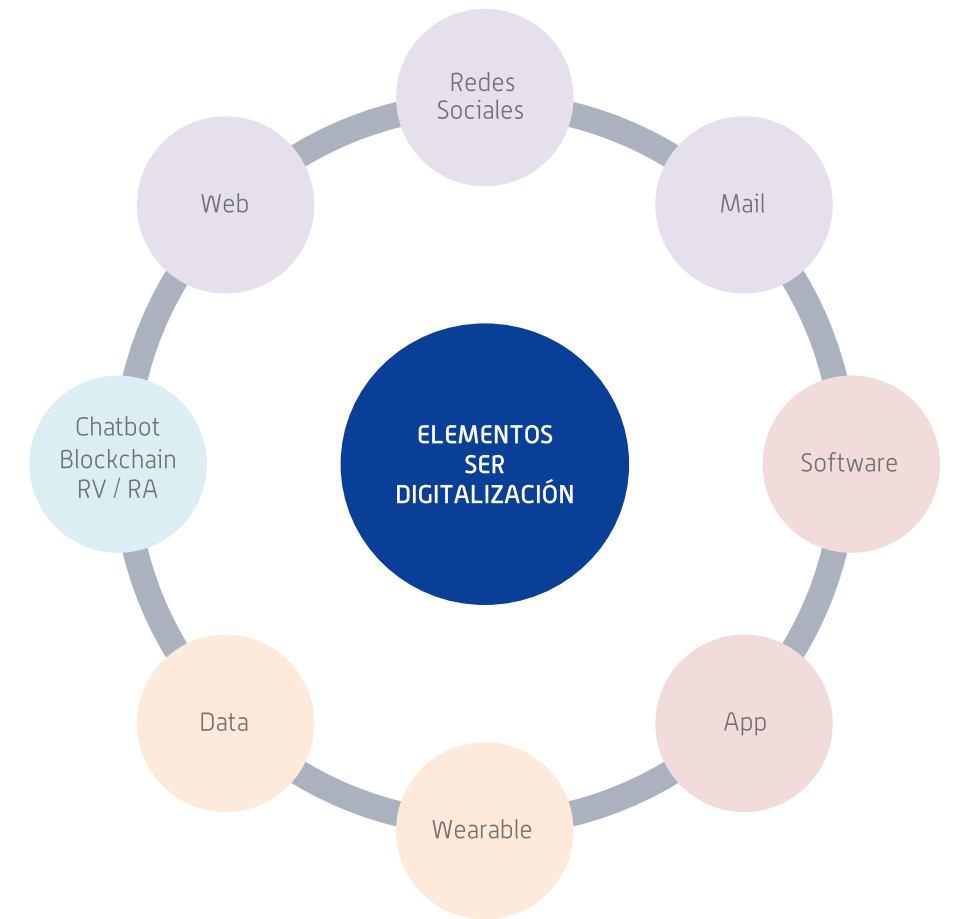 Redes
Sociales
Mail
Software
App
Wearable
Data
Chatbot
Blockchain
RV / RA
Web
ELEMENTOS
SER
DIGITALIZACIÓN